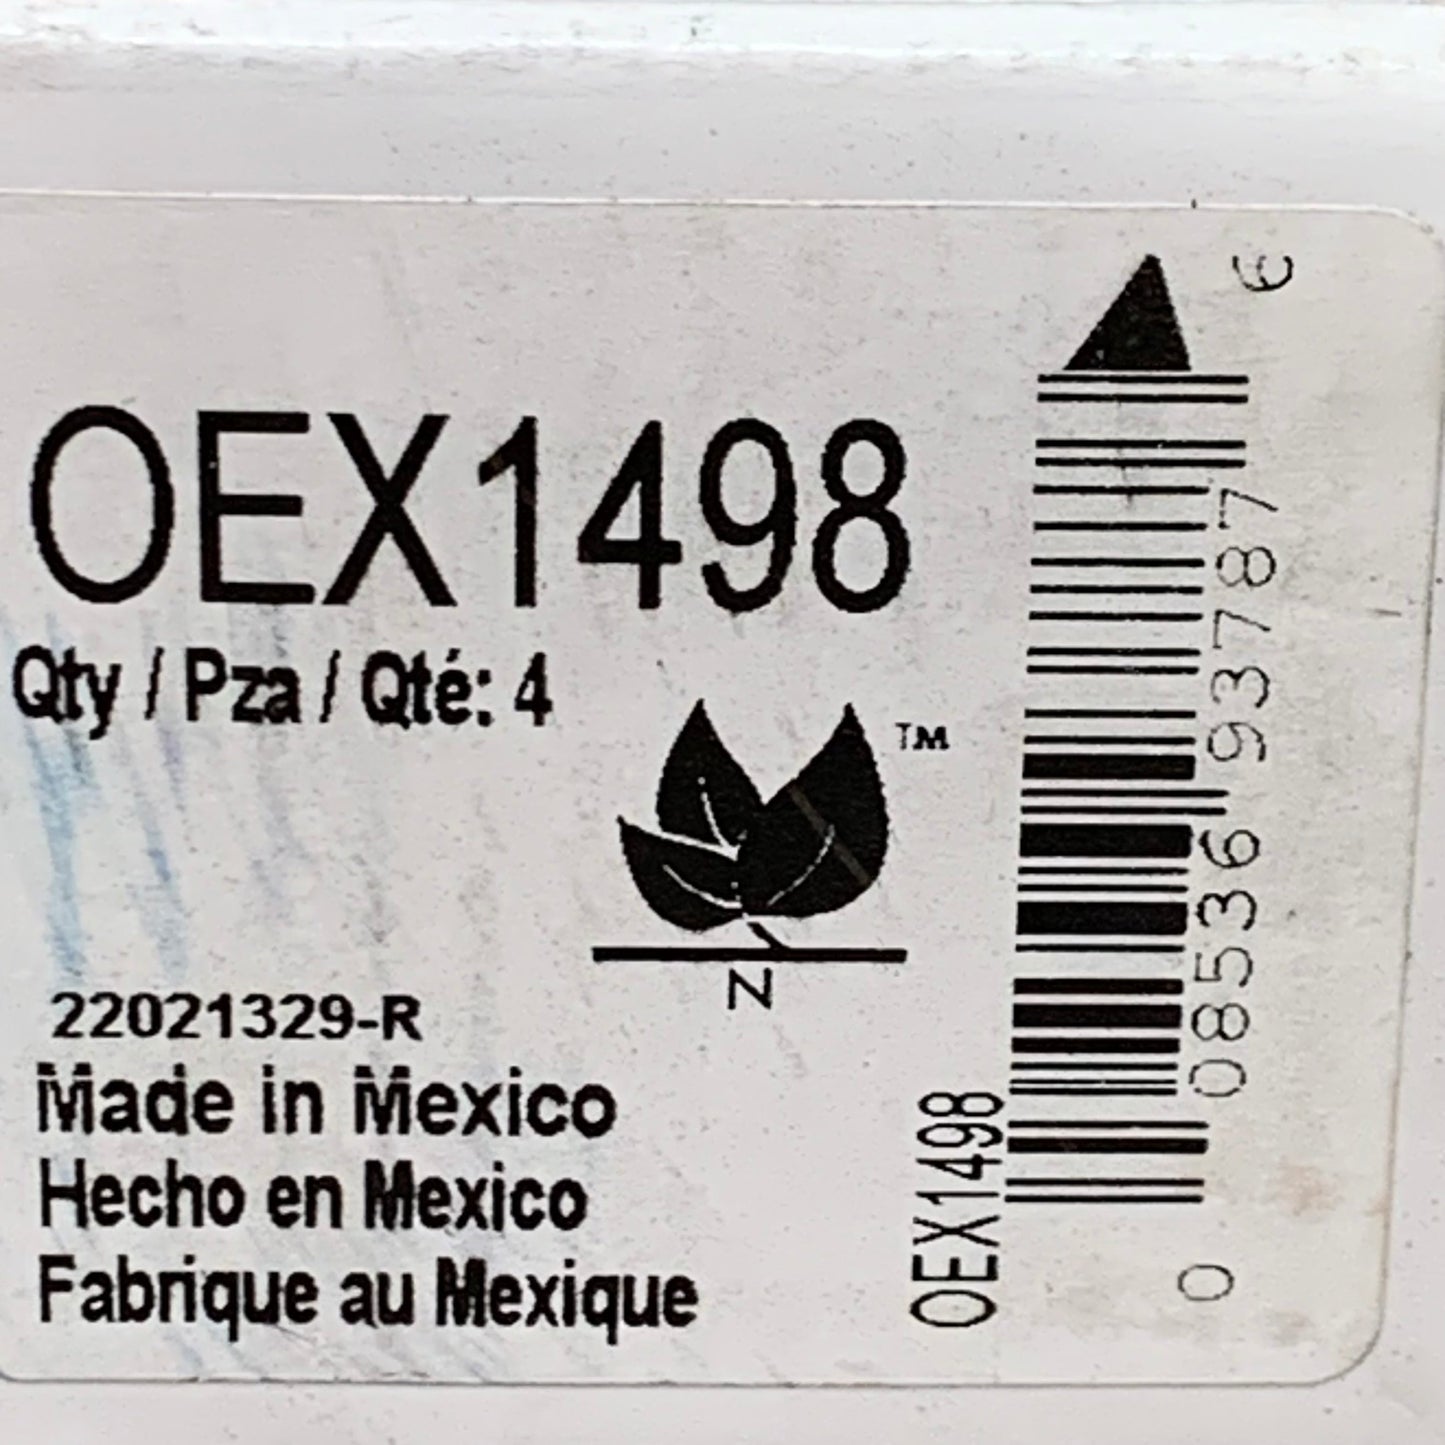 OEX1498
Qty / Pza / Qté: 4
TM
N
22021329-R
Made in Mexico
Hecho en Mexico
Fabrique au Mexique
OEX1498
0 08536 93787 6